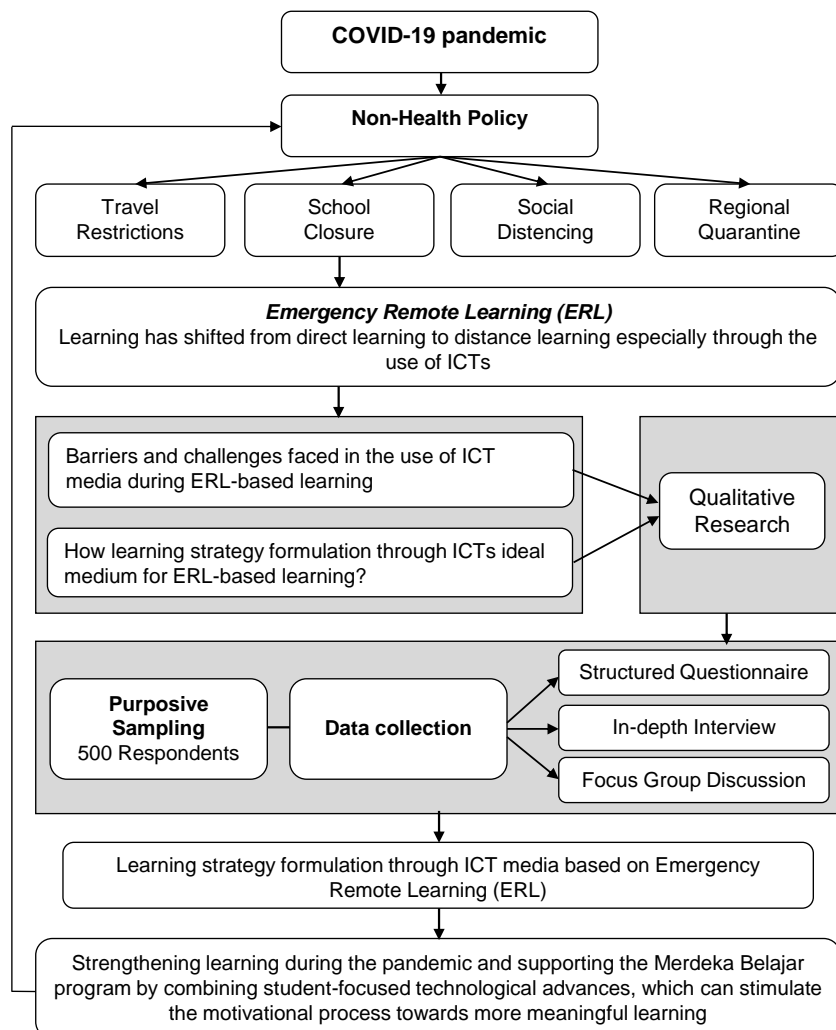 COVID-19 pandemic
Non-Health Policy
Travel
Restrictions
School
Closure
Social
Distencing
Regional
Quarantine
Emergency Remote Learning (ERL)
Learning has shifted from direct learning to distance learning especially through the
use of ICTs
Barriers and challenges faced in the use of ICT
media during ERL-based learning
How learning strategy formulation through ICTs ideal
medium for ERL-based learning?
Qualitative
Research
Purposive
Sampling
500 Respondents
Data collection
Structured Questionnaire
In-depth Interview
Focus Group Discussion
Learning strategy formulation through ICT media based on Emergency
Remote Learning (ERL)
Strengthening learning during the pandemic and supporting the Merdeka Belajar
program by combining student-focused technological advances, which can stimulate
the motivational process towards more meaningful learning